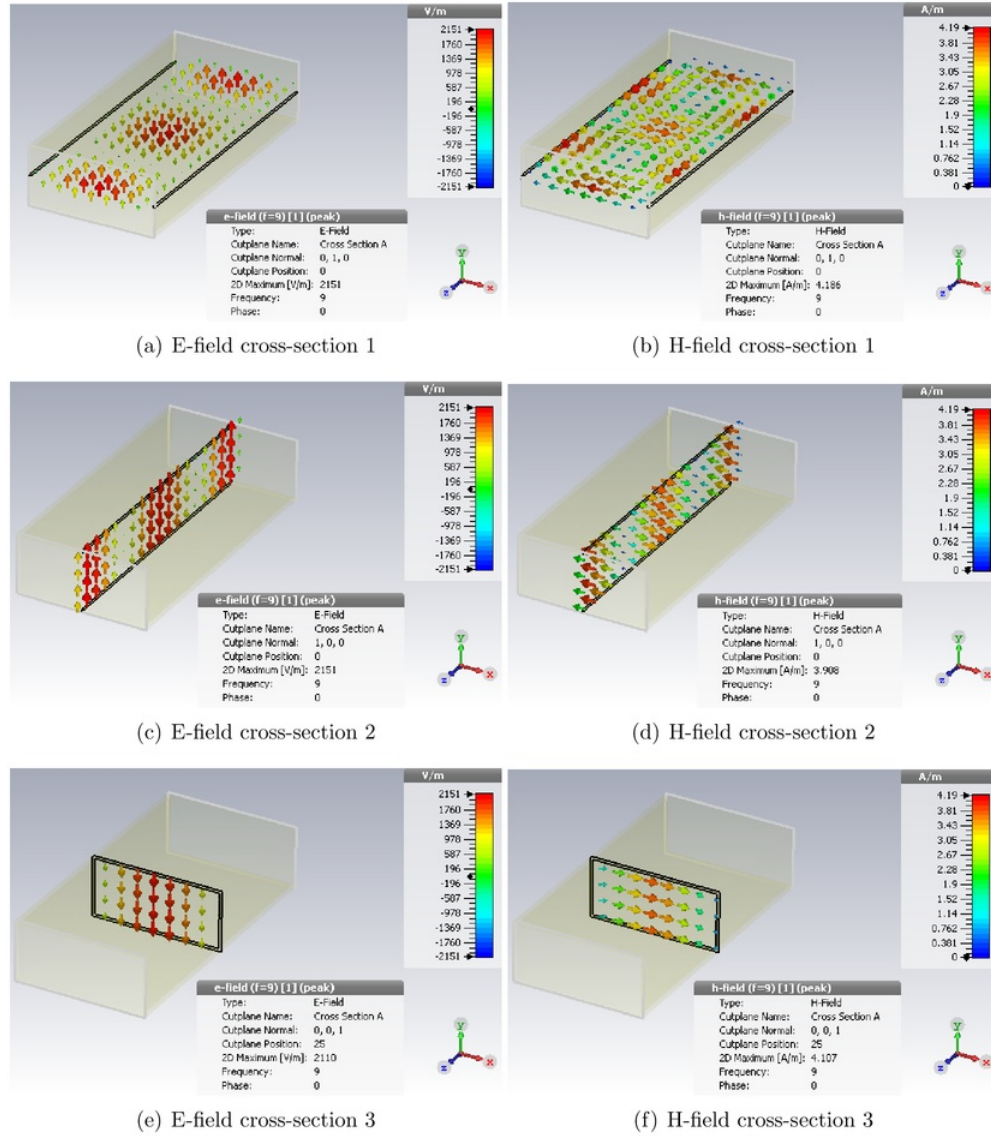 V/m
2151
1760
1369
978
587
196
-196
-587
-978
-1369
-1760
-2151
e-field (f=9) [1] (peak)
Type: E-Field
Cutplane Name: Cross Section A
Cutplane Normal: 0, 1, 0
Cutplane Position: 0
2D Maximum [V/m]: 2151
Frequency: 9
Phase: 0
y
z
x
(a) E-field cross-section 1
A/m
4.19
3.81
3.43
3.05
2.67
2.28
1.9
1.52
1.14
0.762
0.381
0
h-field (f=9) [1] (peak)
Type: H-Field
Cutplane Name: Cross Section A
Cutplane Normal: 0, 1, 0
Cutplane Position: 0
2D Maximum [A/m]: 4.186
Frequency: 9
Phase: 0
y
z
x
(b) H-field cross-section 1
V/m
2151
1760
1369
978
587
196
-196
-587
-978
-1369
-1760
-2151
e-field (f=9) [1] (peak)
Type: E-Field
Cutplane Name: Cross Section A
Cutplane Normal: 1, 0, 0
Cutplane Position: 0
2D Maximum [V/m]: 2151
Frequency: 9
Phase: 0
y
z
x
(c) E-field cross-section 2
A/m
4.19
3.81
3.43
3.05
2.67
2.28
1.9
1.52
1.14
0.762
0.381
0
h-field (f=9) [1] (peak)
Type: H-Field
Cutplane Name: Cross Section A
Cutplane Normal: 1, 0, 0
Cutplane Position: 0
2D Maximum [A/m]: 3.908
Frequency: 9
Phase: 0
y
z
x
(d) H-field cross-section 2
V/m
2151
1760
1369
978
587
196
-196
-587
-978
-1369
-1760
-2151
e-field (f=9) [1] (peak)
Type: E-Field
Cutplane Name: Cross Section A
Cutplane Normal: 0, 0, 1
Cutplane Position: 25
2D Maximum [V/m]: 2110
Frequency: 9
Phase: 0
y
z
x
(e) E-field cross-section 3
A/m
4.19
3.81
3.43
3.05
2.67
2.28
1.9
1.52
1.14
0.762
0.381
0
h-field (f=9) [1] (peak)
Type: H-Field
Cutplane Name: Cross Section A
Cutplane Normal: 0, 0, 1
Cutplane Position: 25
2D Maximum [A/m]: 4.107
Frequency: 9
Phase: 0
y
z
x
(f) H-field cross-section 3